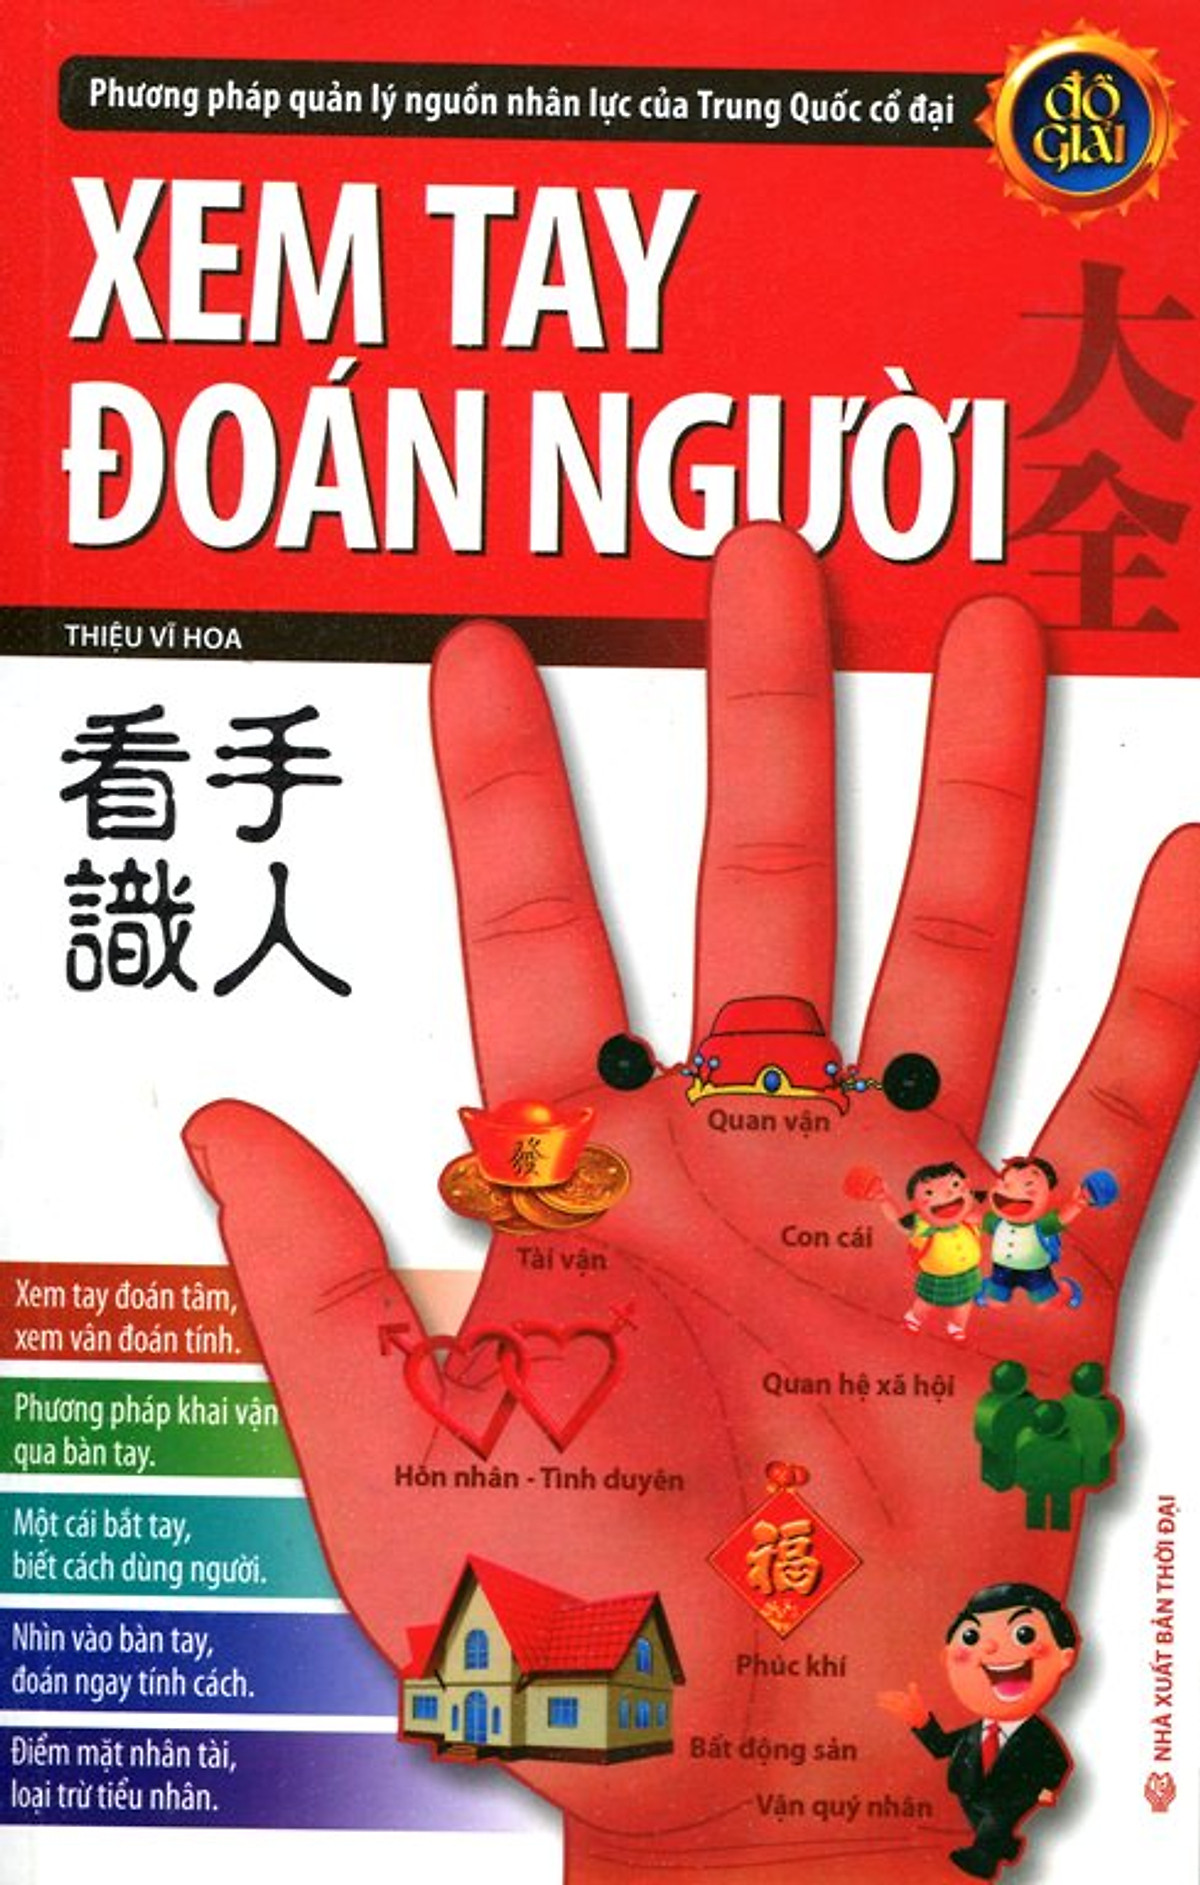 Phương pháp quản lý nguồn nhân lực của Trung Quốc cổ đại
đồ
GIẢI
XEM TAY
ĐOÁN NGƯỜI
大
全
THIỆU VĨ HOA
看手
識人
Quan vận
發
Tài vận
Con cái
Xem tay đoán tâm,
xem vân đoán tính.
Phương pháp khai vận
qua bàn tay.
Một cái bắt tay,
biết cách dùng người.
Nhìn vào bàn tay,
đoán ngay tính cách.
Điểm mặt nhân tài,
loại trừ tiểu nhân.
Quan hệ xã hội
Hôn nhân - Tình duyên
福
Phúc khí
Bất động sản
Vận quý nhân
NHÀ XUẤT BẢN THỜI ĐẠI